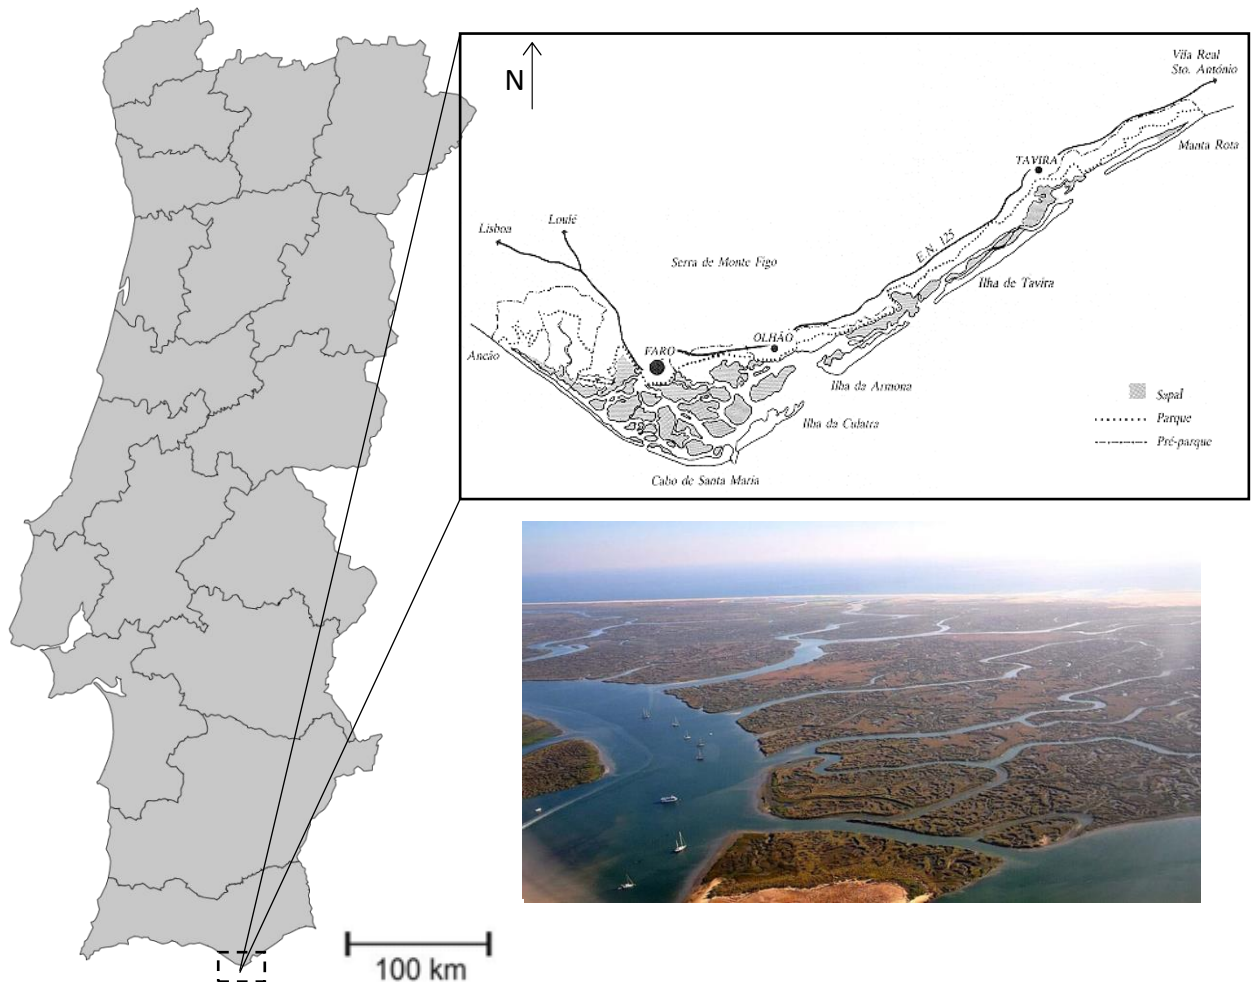 N
Vila Real
Sto. António
Manta Rota
TAVIRA
Loulé
Lisboa
E.N. 125
Serra de Monte Figo
Ilha de Tavira
OLHÃO
FARO
Ancão
Ilha da Armona
Ilha da Culatra
Cabo de Santa Maria
Sapal
Parque
Pré-parque
100 km